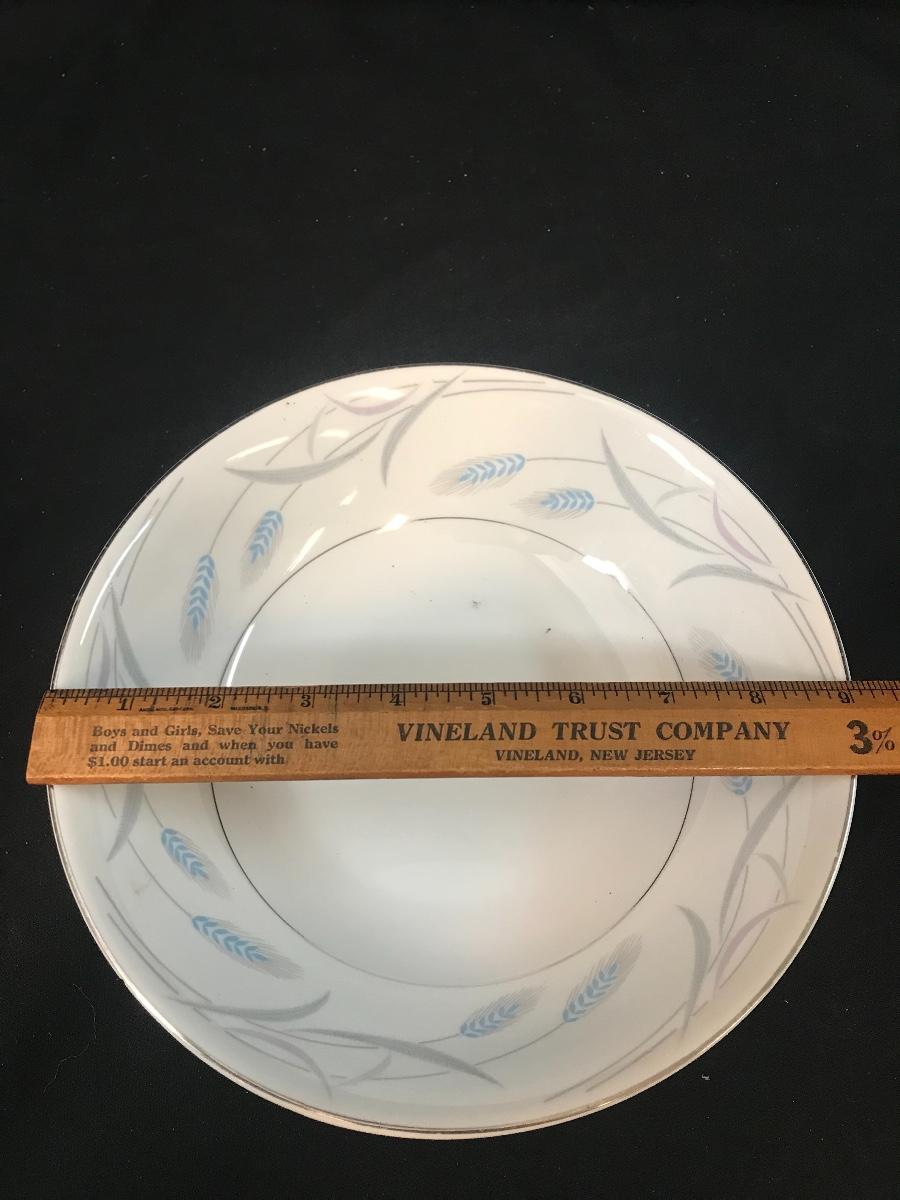 1 2 3 4 5 6 7 8 9
Boys and Girls, Save Your Nickels
and Dimes and when you have
$1.00 start an account with
VINELAND TRUST COMPANY
VINELAND, NEW JERSEY
3%